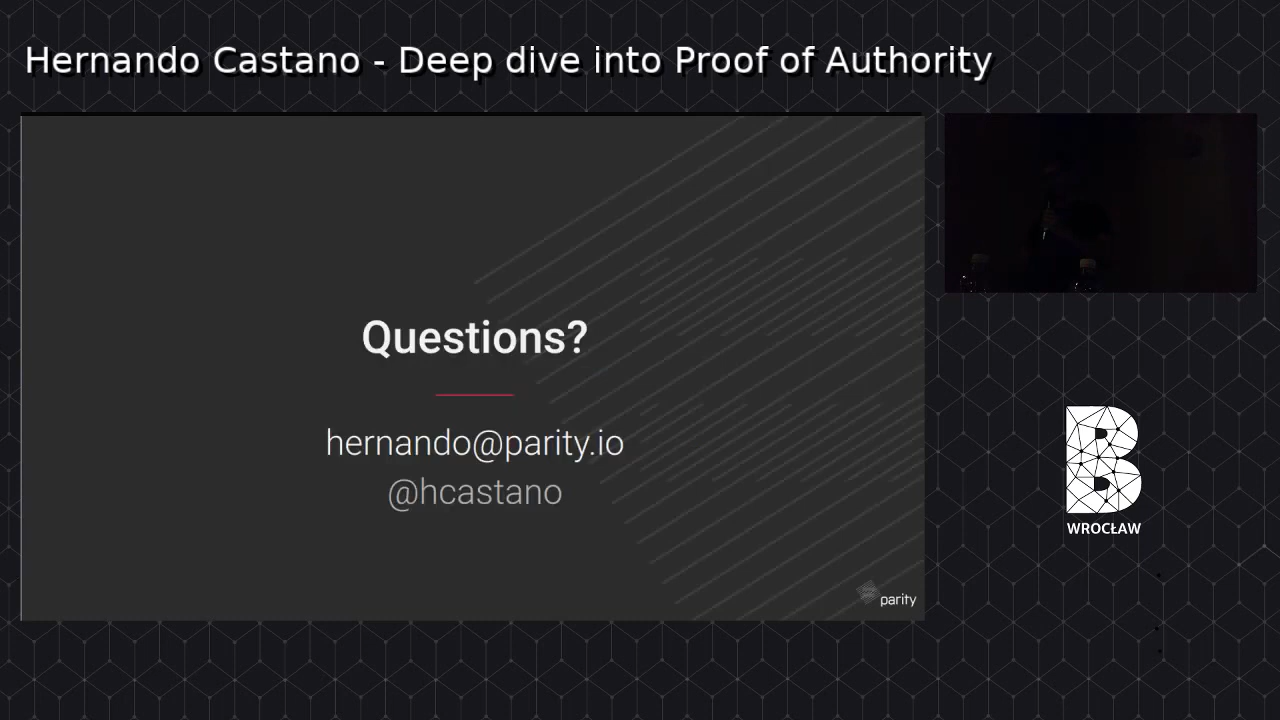 Hernando Castano - Deep dive into Proof of Authority
Questions?
hernando@parity.io
@hcastano
parity
B
WROCŁAW